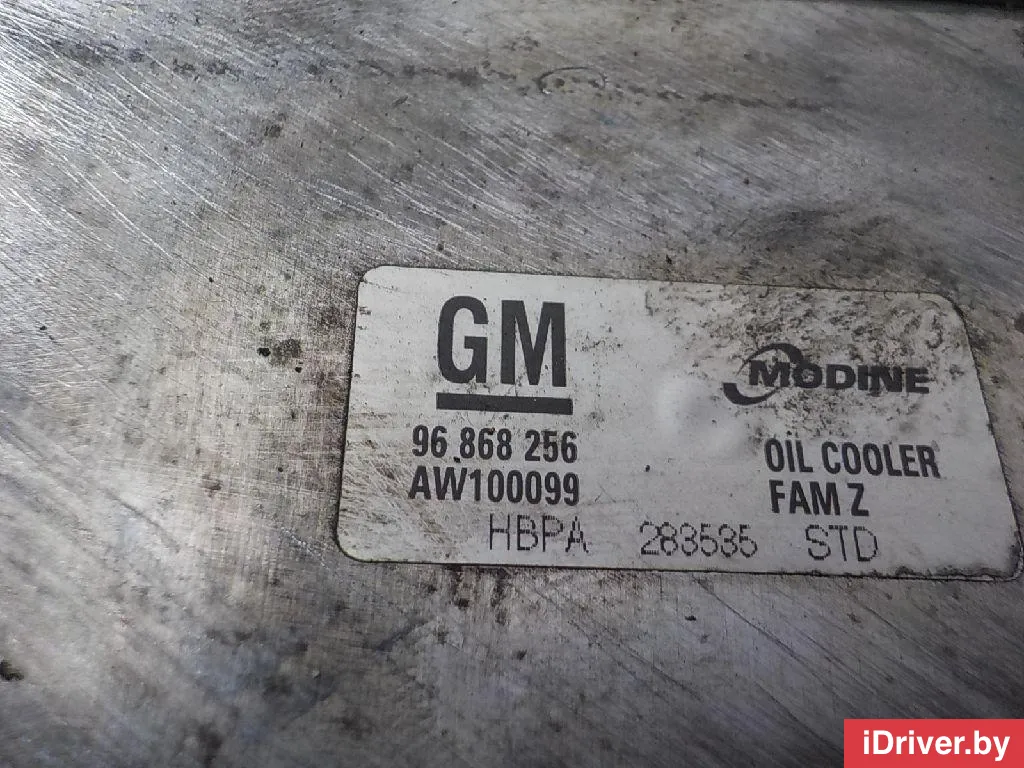 GM
MODINE
96 868 256
AW100099
OIL COOLER
FAM Z
HBPA 283535 STD
iDriver.by